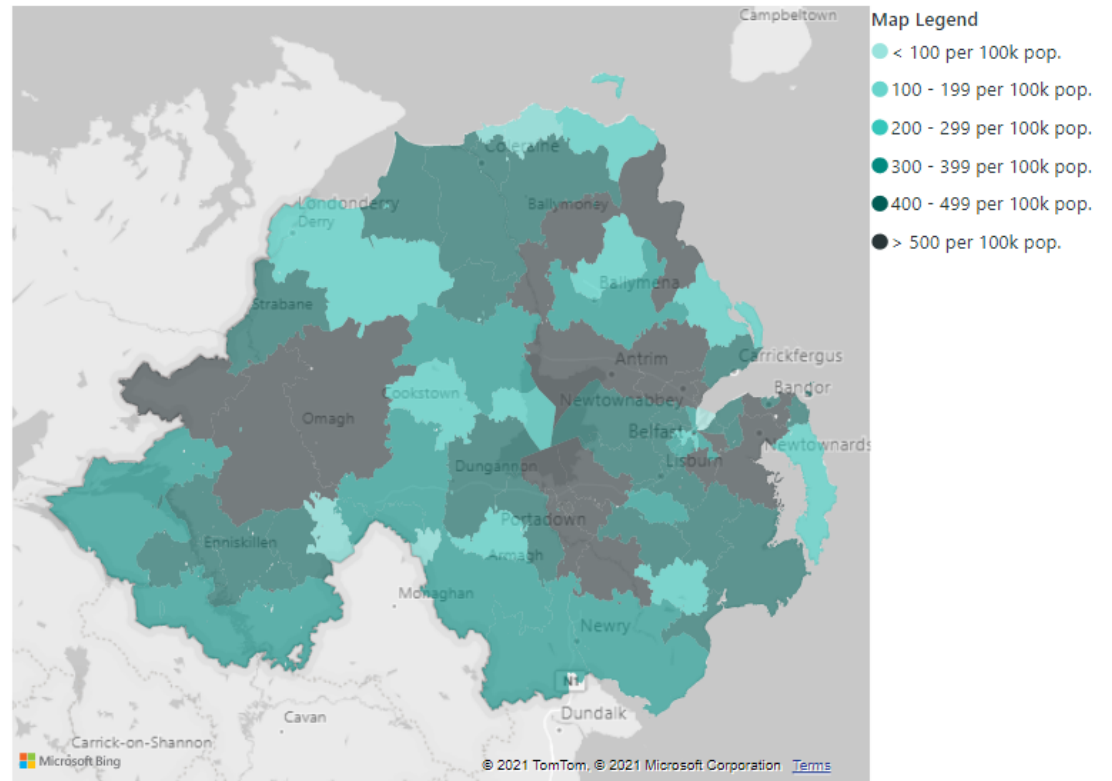 Campbeltown
Map Legend
< 100 per 100k pop.
100 - 199 per 100k pop.
200 - 299 per 100k pop.
300 - 399 per 100k pop.
400 - 499 per 100k pop.
> 500 per 100k pop.
Coleraine
Londonderry
Derry
Ballymoney
Ballymena
Strabane
Antrim
Carrickfergus
Cookstown
Bangor
Newtownabbey
Omagh
Belfast
Newtownards
Dungannon
Lisburn
Portadown
Enniskillen
Armagh
Monaghan
Newry
N1
Cavan
Dundalk
Carrick-on-Shannon
Microsoft Bing
© 2021 TomTom, © 2021 Microsoft Corporation Terms